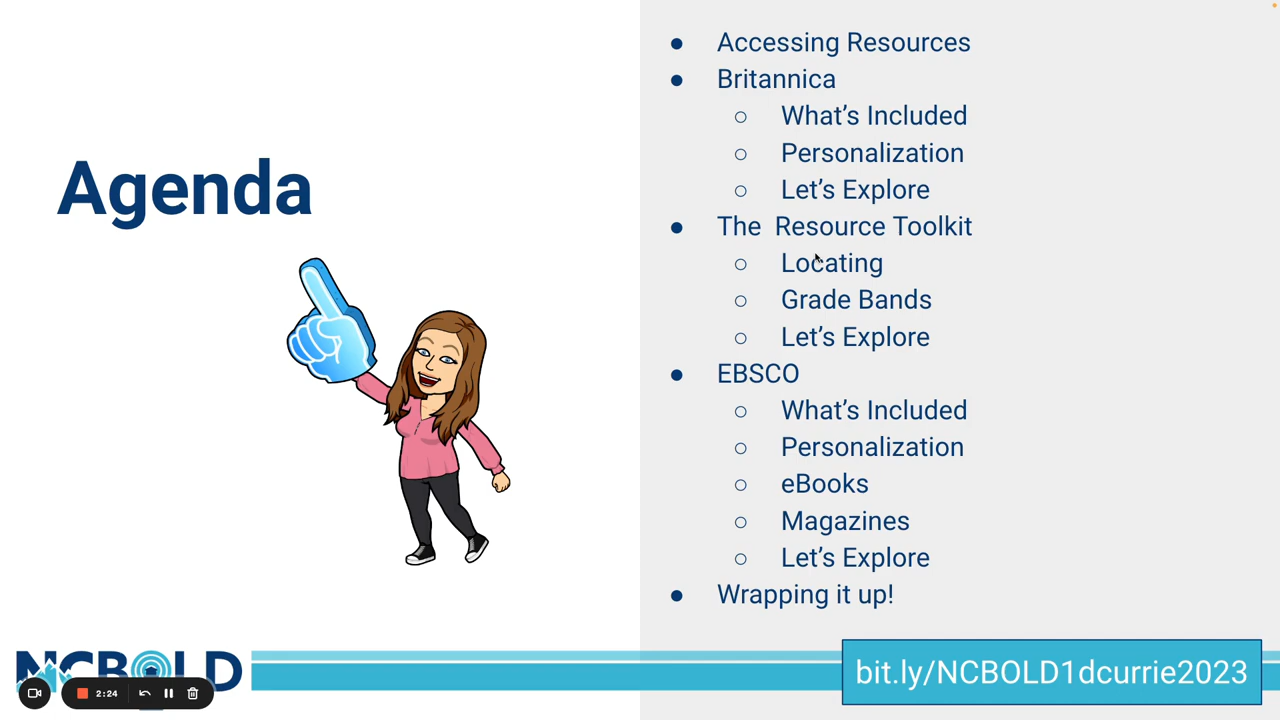 Agenda
Accessing Resources
Britannica
What's Included
Personalization
Let's Explore
The Resource Toolkit
Locating
Grade Bands
Let's Explore
EBSCO
What's Included
Personalization
eBooks
Magazines
Let's Explore
Wrapping it up!
NCBOLD
2:24
bit.ly/NCBOLD1dcurrie2023